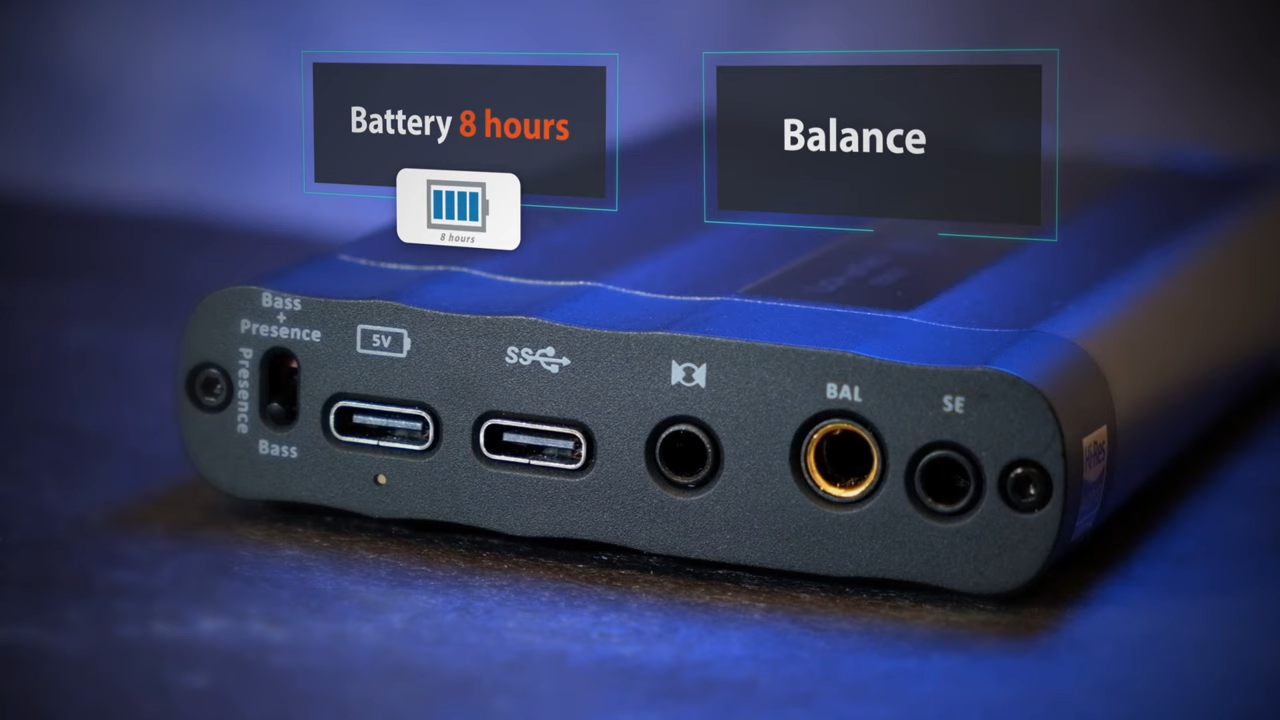 Battery 8 hours
8 hours
Balance
Bass
+
Presence
Presence
Bass
5V
SS
BAL
SE
Hi-Res